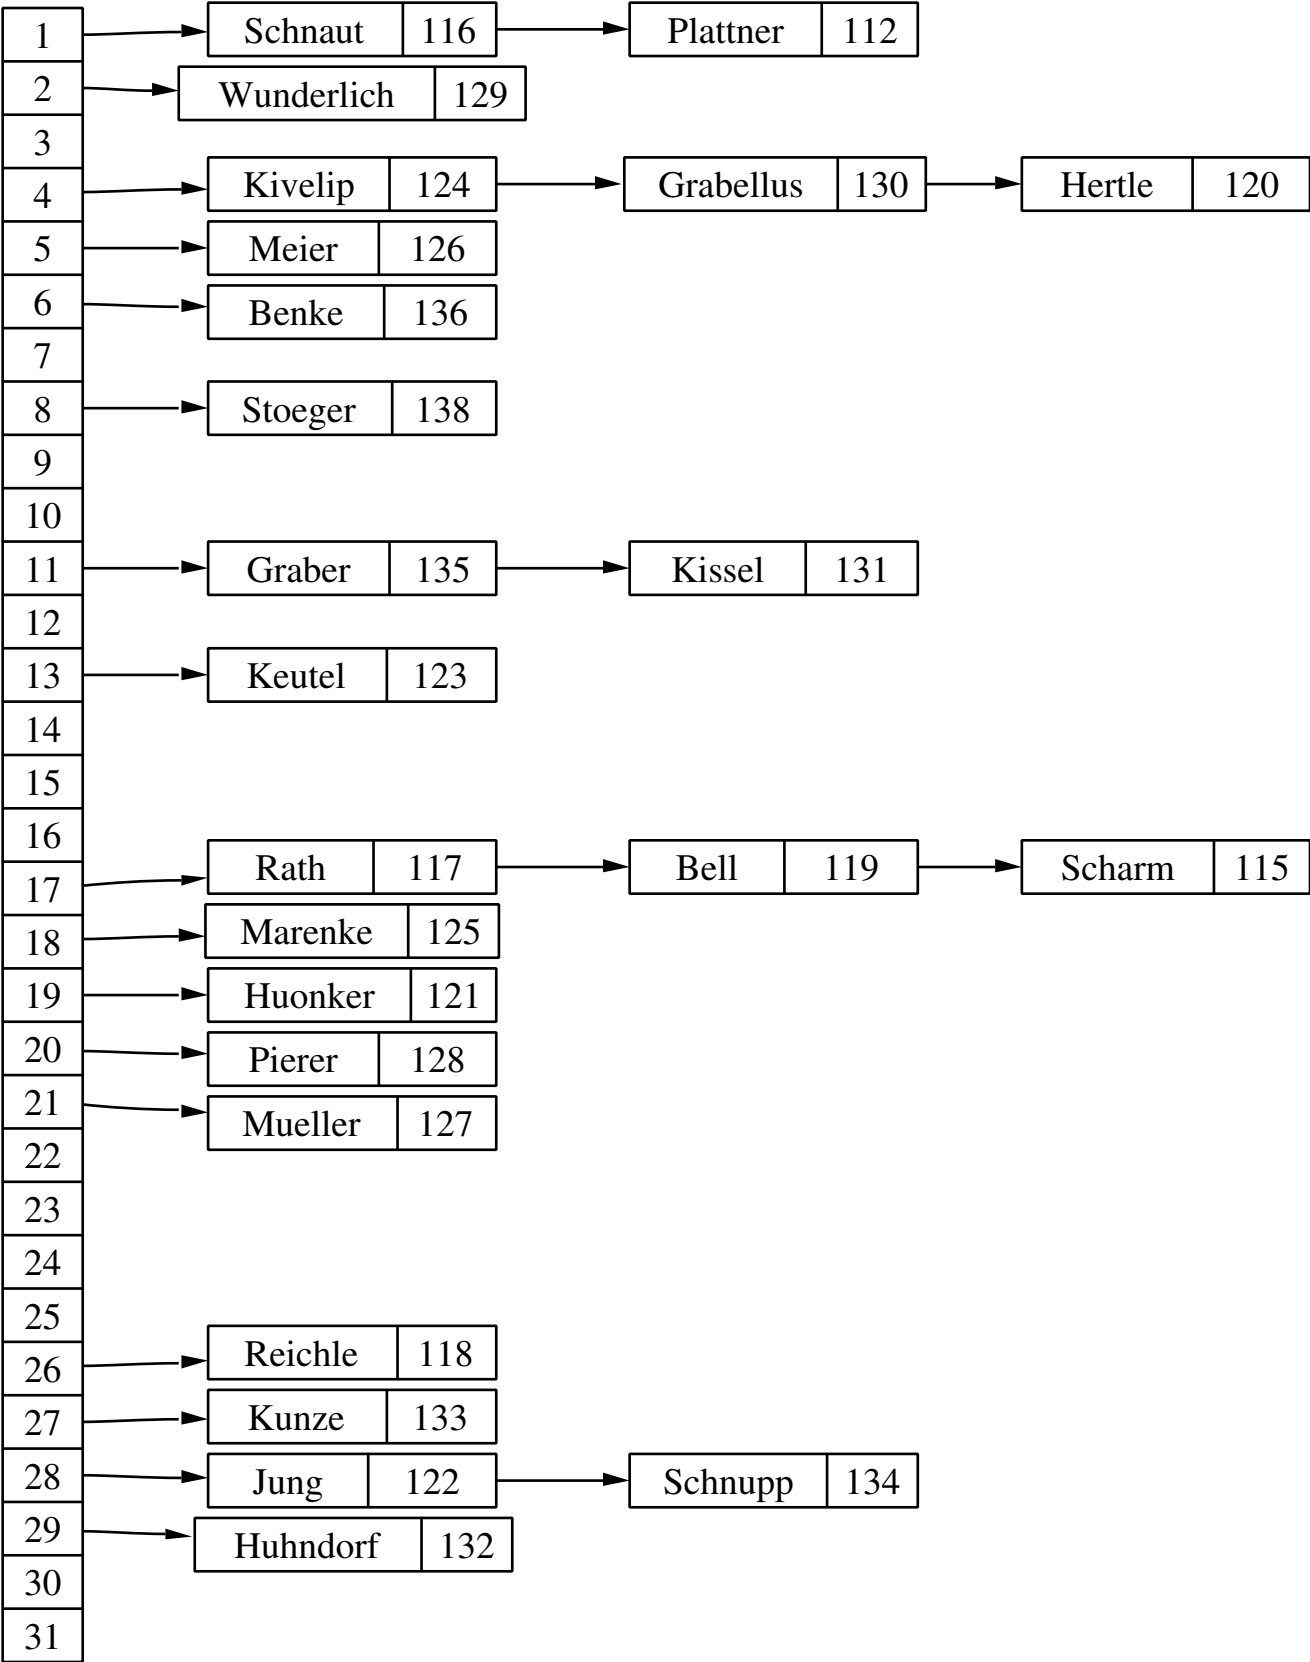 1 Schnaut 116 Plattner 112
2 Wunderlich 129
3
4 Kivelip 124 Grabellus 130 Hertle 120
5 Meier 126
6 Benke 136
7
8 Stoeger 138
9
10
11 Graber 135 Kissel 131
12
13 Keutel 123
14
15
16
17 Rath 117 Bell 119 Scharm 115
18 Marenke 125
19 Huonker 121
20 Pierer 128
21 Mueller 127
22
23
24
25
26 Reichle 118
27 Kunze 133
28 Jung 122 Schnupp 134
29 Huhndorf 132
30
31